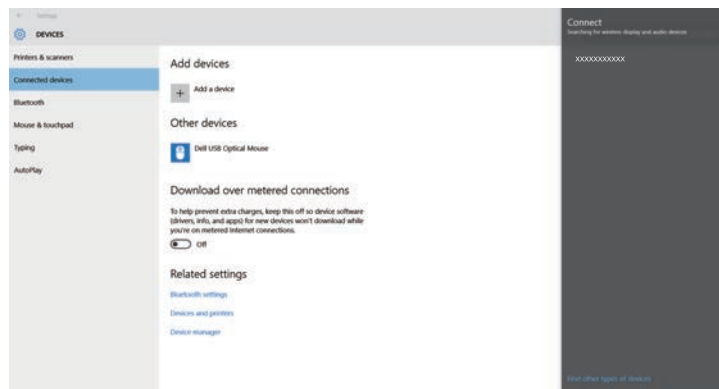 Settings
DEVICES
Printers & scanners
Connected devices
Bluetooth
Mouse & touchpad
Typing
AutoPlay
Add devices
+ Add a device
Other devices
Dell USB Optical Mouse
Download over metered connections
To help prevent extra charges, keep this off so device software
(drivers, info, and apps) for new devices won't download while
you're on metered Internet connections.
Off
Related settings
Bluetooth settings
Devices and printers
Device manager
Connect
Searching for wireless display and audio devices
xxxxxxxxxxx
Find other types of devices